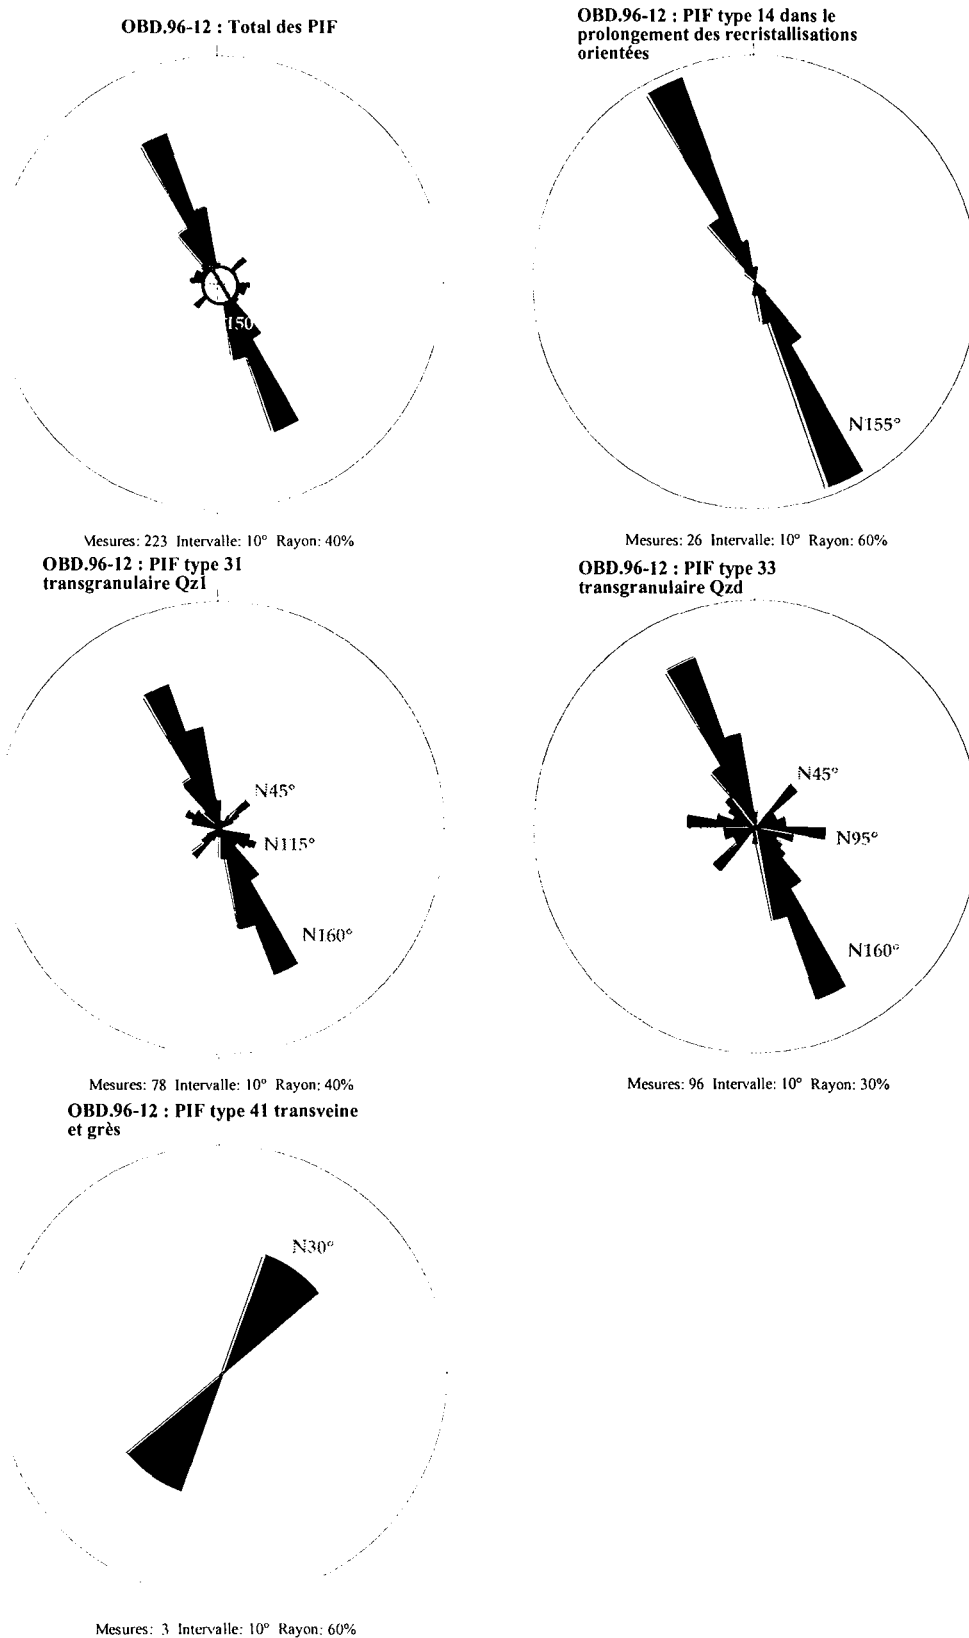 OBD.96-12 : Total des PIF
OBD.96-12 : PIF type 14 dans le
prolongement des recristallisations
orientées
150
N155°
Mesures: 223 Intervalle: 10° Rayon: 40%
Mesures: 26 Intervalle: 10° Rayon: 60%
OBD.96-12 : PIF type 31
transgranulaire Qz1
OBD.96-12 : PIF type 33
transgranulaire Qzd
N45°
N115°
N160°
N45°
N95°
N160°
Mesures: 78 Intervalle: 10° Rayon: 40%
Mesures: 96 Intervalle: 10° Rayon: 30%
OBD.96-12 : PIF type 41 transveine
et grès
N30°
Mesures: 3 Intervalle: 10° Rayon: 60%